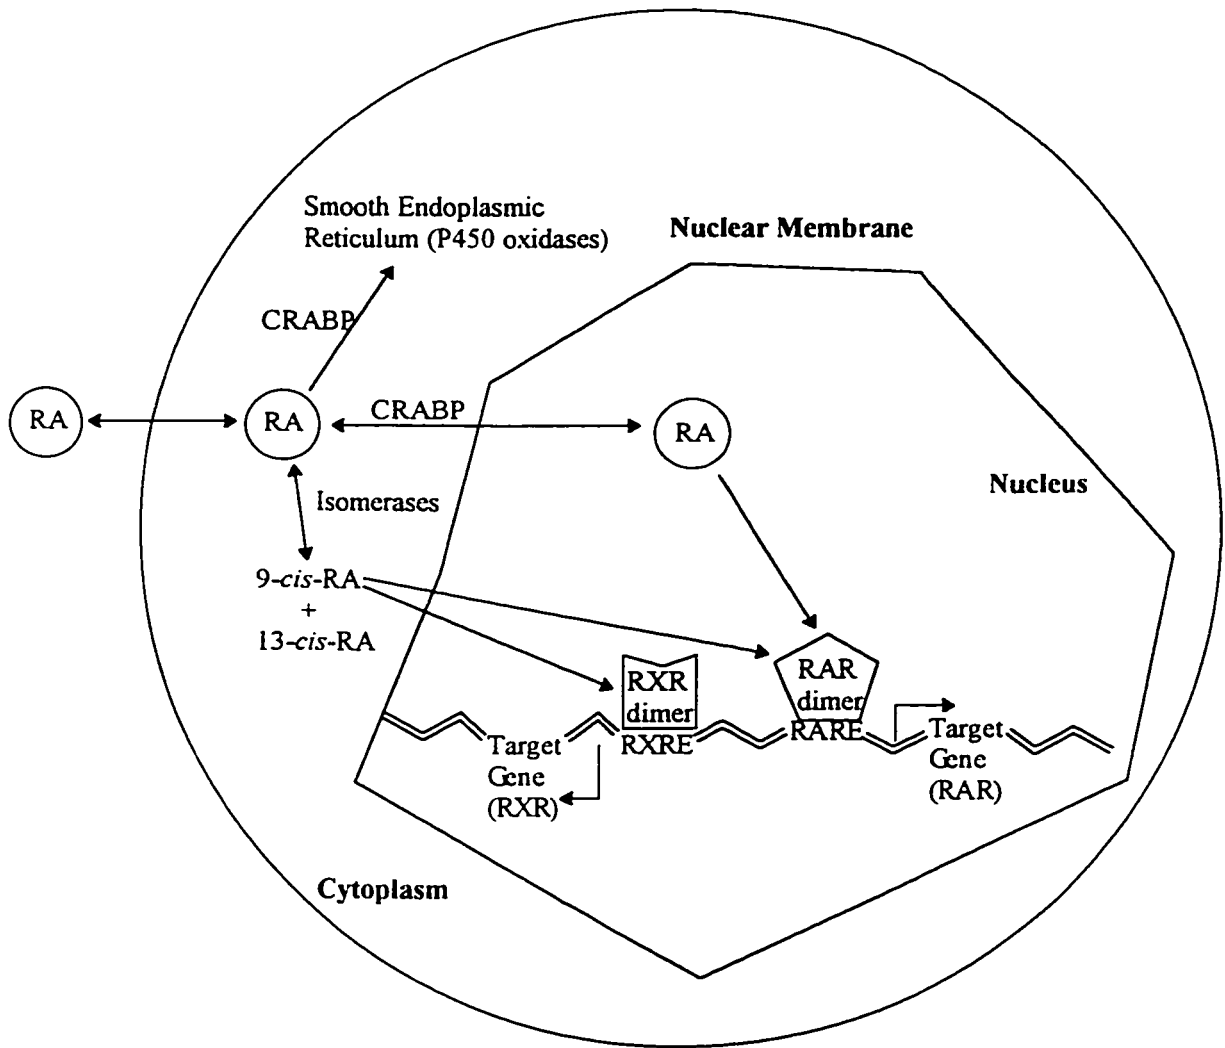 Smooth Endoplasmic
Reticulum (P450 oxidases)
Nuclear Membrane
CRABP
RA
RA
CRABP
RA
Nucleus
Isomerases
9-cis-RA
+
13-cis-RA
RXR
dimer
RAR
dimer
RXRE
RARE
Target
Gene
(RXR)
Target
Gene
(RAR)
Cytoplasm